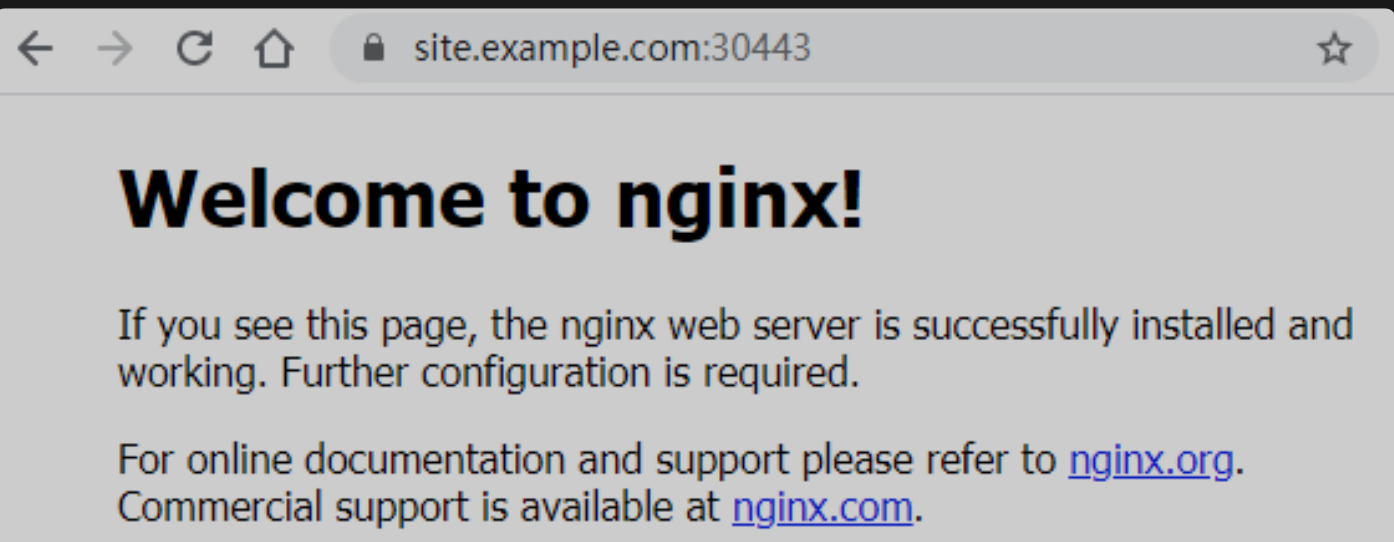 site.example.com:30443
Welcome to nginx!
If you see this page, the nginx web server is successfully installed and
working. Further configuration is required.
For online documentation and support please refer to nginx.org.
Commercial support is available at nginx.com.